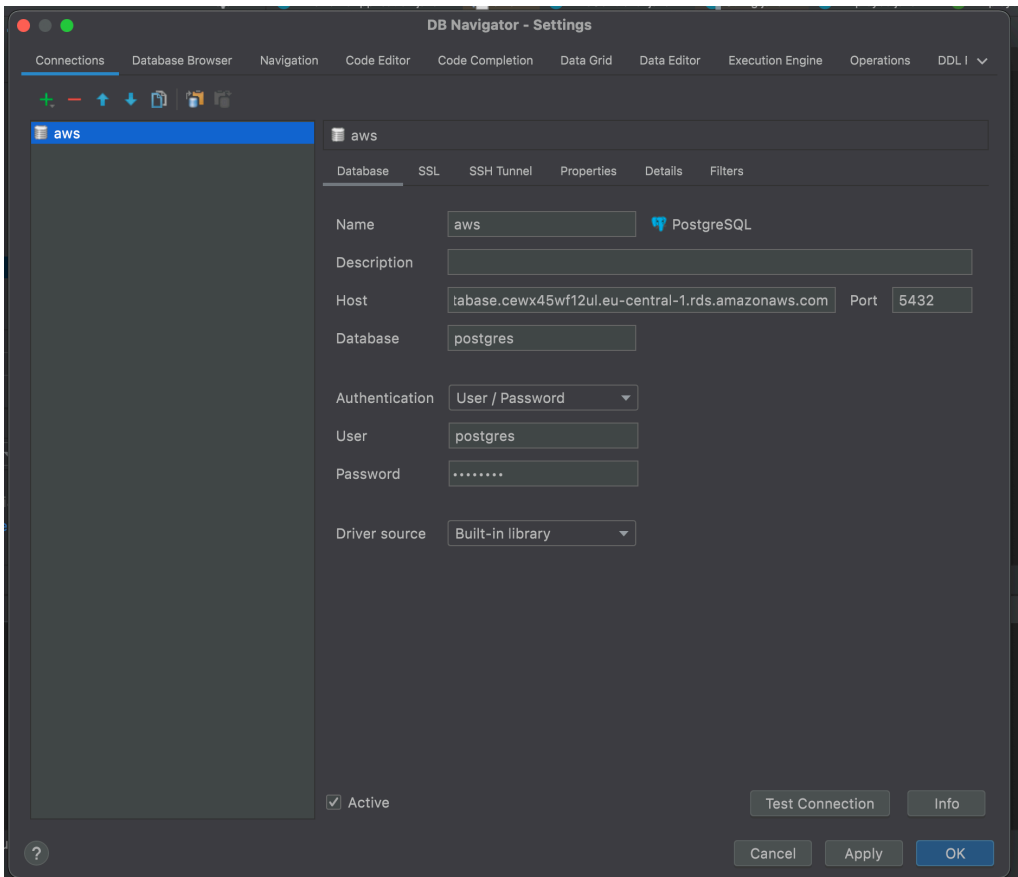 DB Navigator - Settings
Connections Database Browser Navigation Code Editor Code Completion Data Grid Data Editor Execution Engine Operations DDL
aws
aws
Database SSL SSH Tunnel Properties Details Filters
Name aws PostgreSQL
Description
Host tabase.cewx45wf12ul.eu-central-1.rds.amazonaws.com Port 5432
Database postgres
Authentication User / Password
User postgres
Password ••••••••
Driver source Built-in library
Active
Test Connection Info
?
Cancel Apply OK